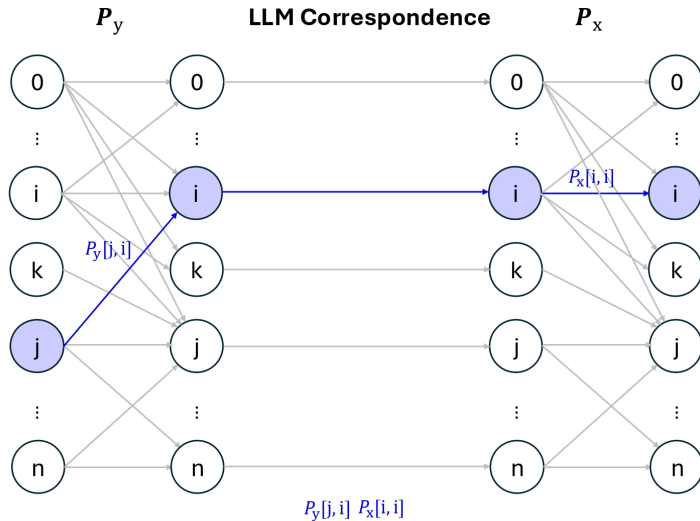 P_y LLM Correspondence P_x
0 0 0 0
⋮ ⋮ ⋮ ⋮
P_x[i,i]
i i i i
P_y[j,i]
k k k k
j j j j
⋮ ⋮ ⋮ ⋮
n n n n
P_y[j,i] P_x[i,i]